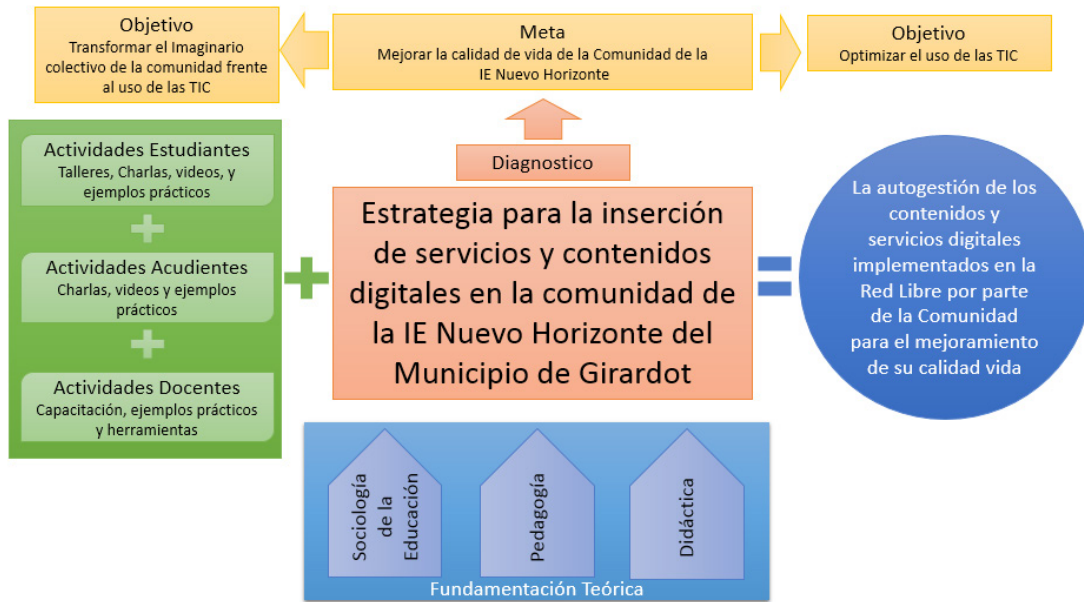 Objetivo
Transformar el Imaginario
colectivo de la comunidad frente
al uso de las TIC
Meta
Mejorar la calidad de vida de la Comunidad de la
IE Nuevo Horizonte
Objetivo
Optimizar el uso de las TIC
Diagnostico
Actividades Estudiantes
Talleres, Charlas, videos, y
ejemplos prácticos
Actividades Acudientes
Charlas, videos y ejemplos
prácticos
Actividades Docentes
Capacitación, ejemplos prácticos
y herramientas
Estrategia para la inserción
de servicios y contenidos
digitales en la comunidad de
la IE Nuevo Horizonte del
Municipio de Girardot
La autogestión de los
contenidos y
servicios digitales
implementados en la
Red Libre por parte
de la Comunidad
para el mejoramiento
de su calidad vida
Sociología
de la
Educación
Pedagogía
Didáctica
Fundamentación Teórica